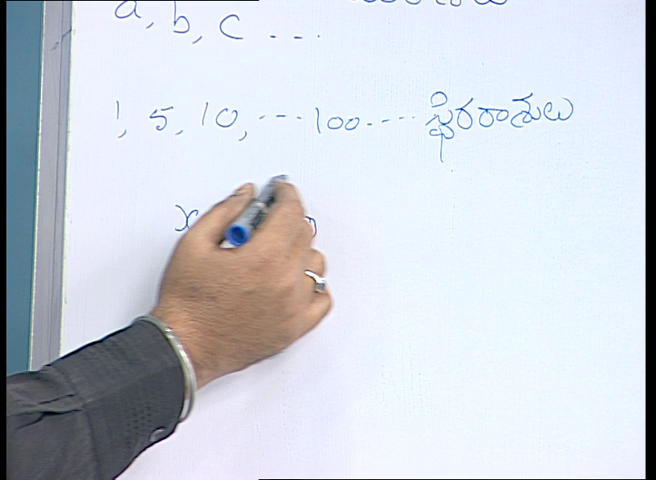 a, b, c ...
1, 5, 10, ... 100 .... స్థిరరాశులు
x